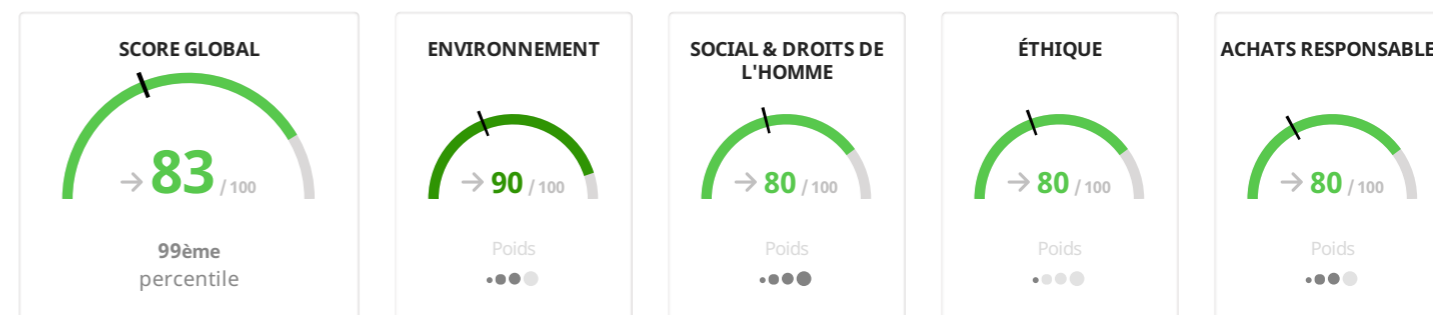 SCORE GLOBAL
→ 83 / 100
99ème
percentile
ENVIRONNEMENT
→ 90 / 100
Poids
SOCIAL & DROITS DE
L'HOMME
→ 80 / 100
Poids
ÉTHIQUE
→ 80 / 100
Poids
ACHATS RESPONSABLE
→ 80 / 100
Poids